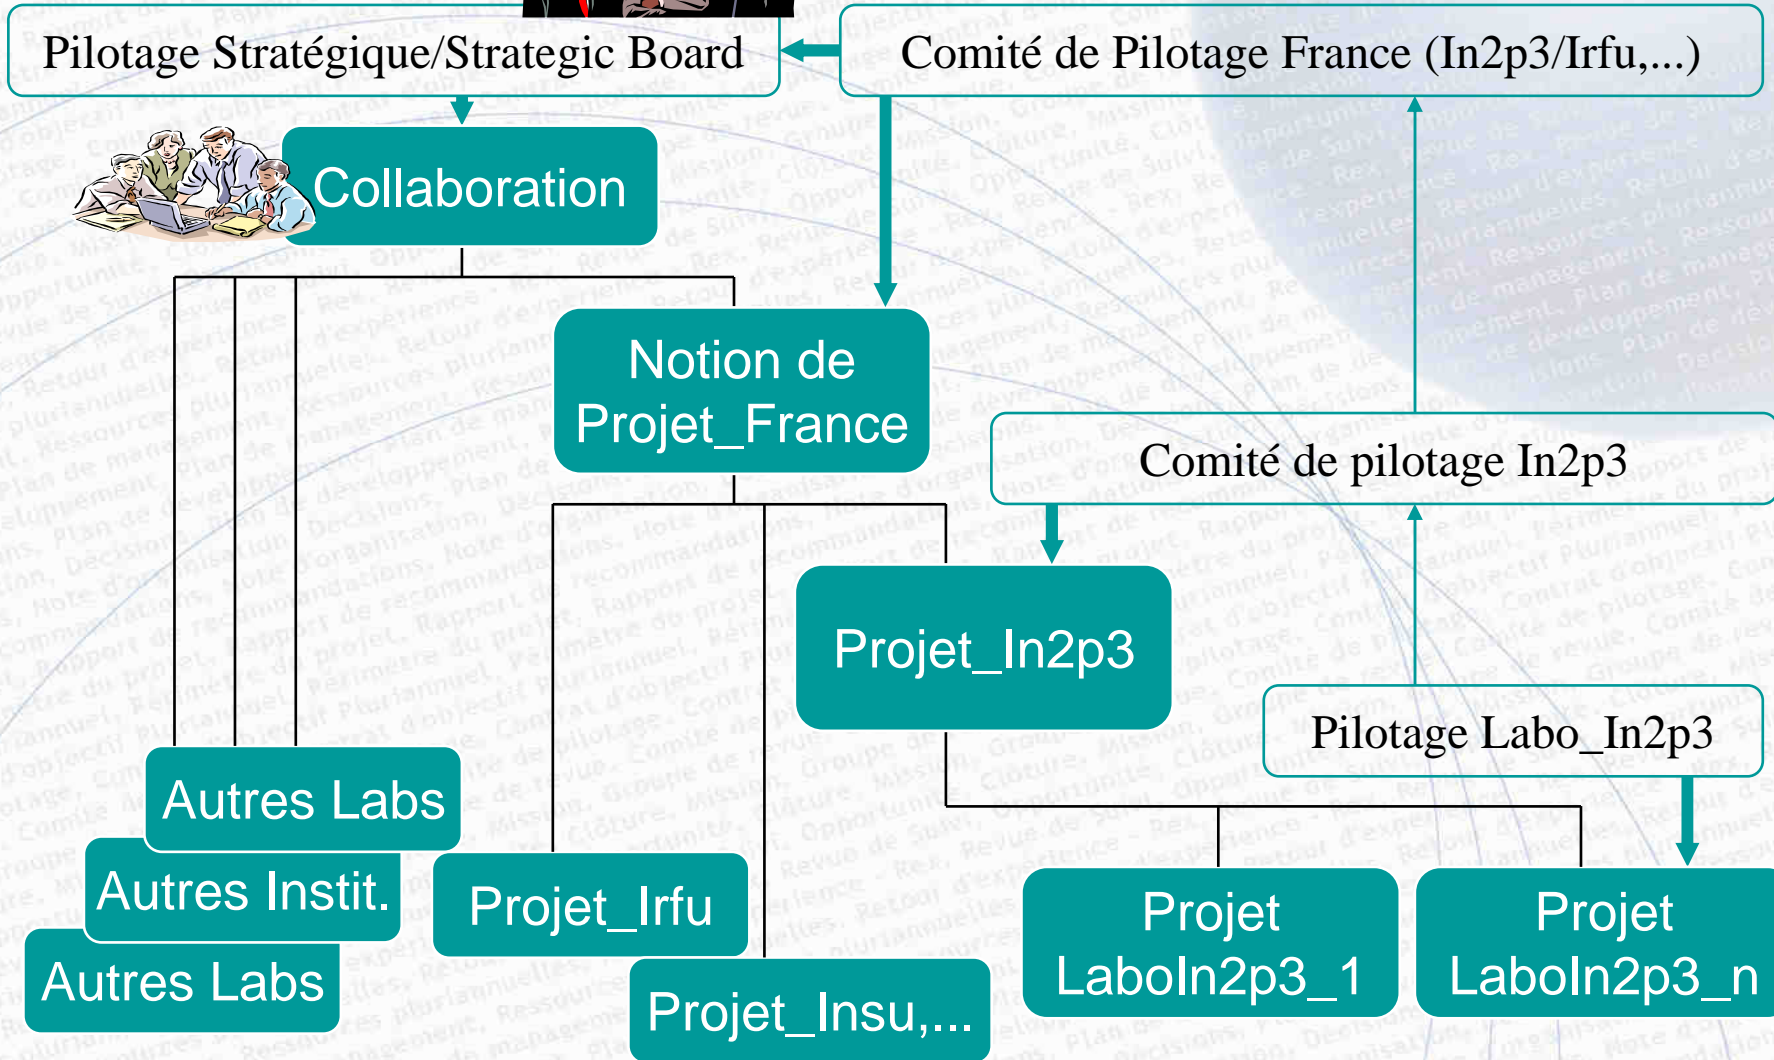 Pilotage Stratégique/Strategic Board
Comité de Pilotage France (In2p3/Irfu,...)
Collaboration
Notion de
Projet_France
Comité de pilotage In2p3
Projet_In2p3
Pilotage Labo_In2p3
Autres Labs
Autres Instit.
Autres Labs
Projet_Irfu
Projet_Insu,...
Projet
LaboIn2p3_1
Projet
LaboIn2p3_n